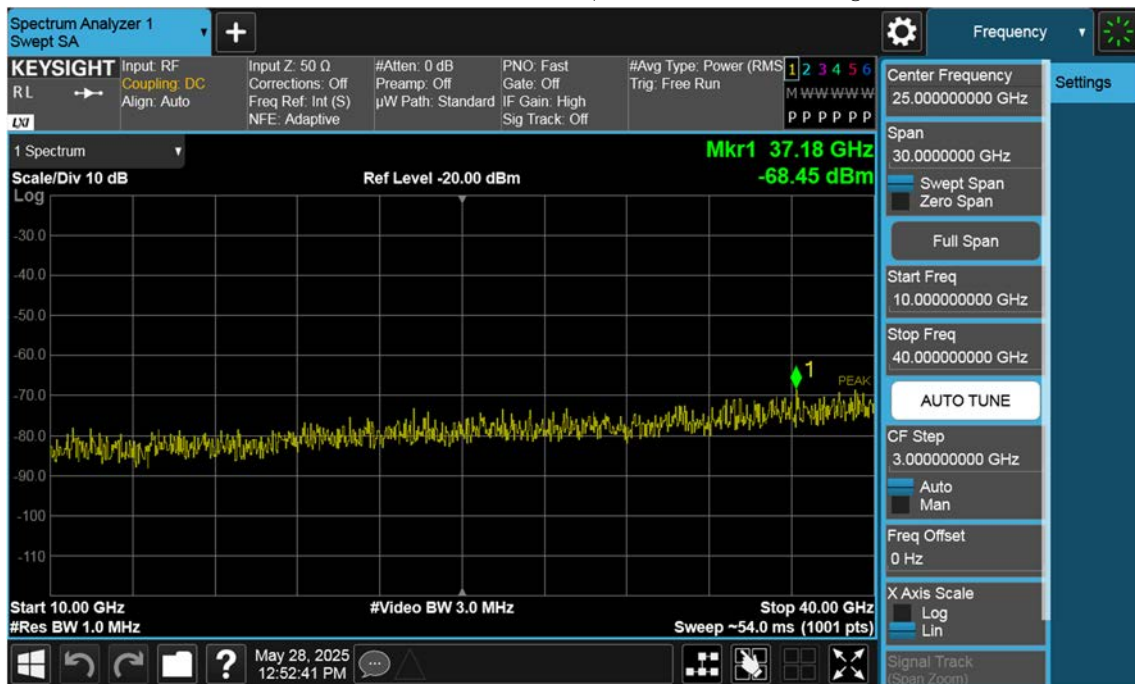 Spectrum Analyzer 1
Swept SA
Frequency
KEYSIGHT
RL
LXI
Input: RF
Coupling: DC
Align: Auto
Input Z: 50 Ω
Corrections: Off
Freq Ref: Int (S)
NFE: Adaptive
#Atten: 0 dB
Preamp: Off
µW Path: Standard
PNO: Fast
Gate: Off
IF Gain: High
Sig Track: Off
#Avg Type: Power (RMS
Trig: Free Run
1 2 3 4 5 6
M W W W W W
P P P P P P
1 Spectrum
Mkr1 37.18 GHz
Scale/Div 10 dB
Ref Level -20.00 dBm
-68.45 dBm
Log
-30.0
-40.0
-50.0
-60.0
-70.0
-80.0
-90.0
-100
-110
1
PEAK
Start 10.00 GHz
#Video BW 3.0 MHz
Stop 40.00 GHz
#Res BW 1.0 MHz
Sweep ~54.0 ms (1001 pts)
?
May 28, 2025
12:52:41 PM
Center Frequency
25.000000000 GHz
Settings
Span
30.0000000 GHz
Swept Span
Zero Span
Full Span
Start Freq
10.000000000 GHz
Stop Freq
40.000000000 GHz
AUTO TUNE
CF Step
3.000000000 GHz
Auto
Man
Freq Offset
0 Hz
X Axis Scale
Log
Lin
Signal Track
(Span Zoom)